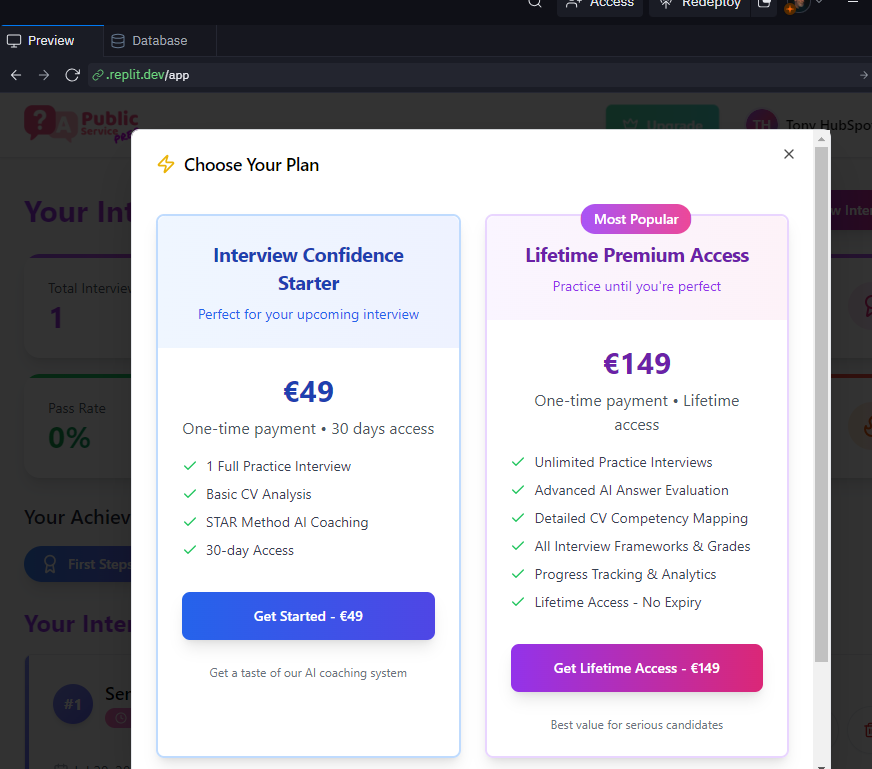 Access
Redeploy
Preview
Database
.replit.dev/app
?
A
Public
Service
Upgrade
TH
Tony HubSpo
Choose Your Plan
Your Int
w Inter
Total Interview
1
Pass Rate
0%
Your Achiev
First Steps
Your Inter
#1
Sen
Interview Confidence
Starter
Perfect for your upcoming interview
€49
One-time payment • 30 days access
1 Full Practice Interview
Basic CV Analysis
STAR Method AI Coaching
30-day Access
Get Started - €49
Get a taste of our AI coaching system
Most Popular
Lifetime Premium Access
Practice until you're perfect
€149
One-time payment • Lifetime
access
Unlimited Practice Interviews
Advanced AI Answer Evaluation
Detailed CV Competency Mapping
All Interview Frameworks & Grades
Progress Tracking & Analytics
Lifetime Access - No Expiry
Get Lifetime Access - €149
Best value for serious candidates